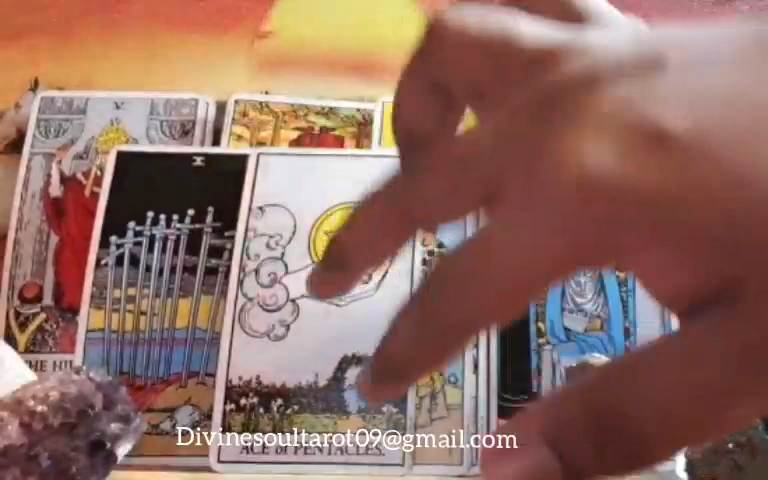 V
X
THE HI
Divinesoultarot09@gmail.com
ACE of PENTACLES.